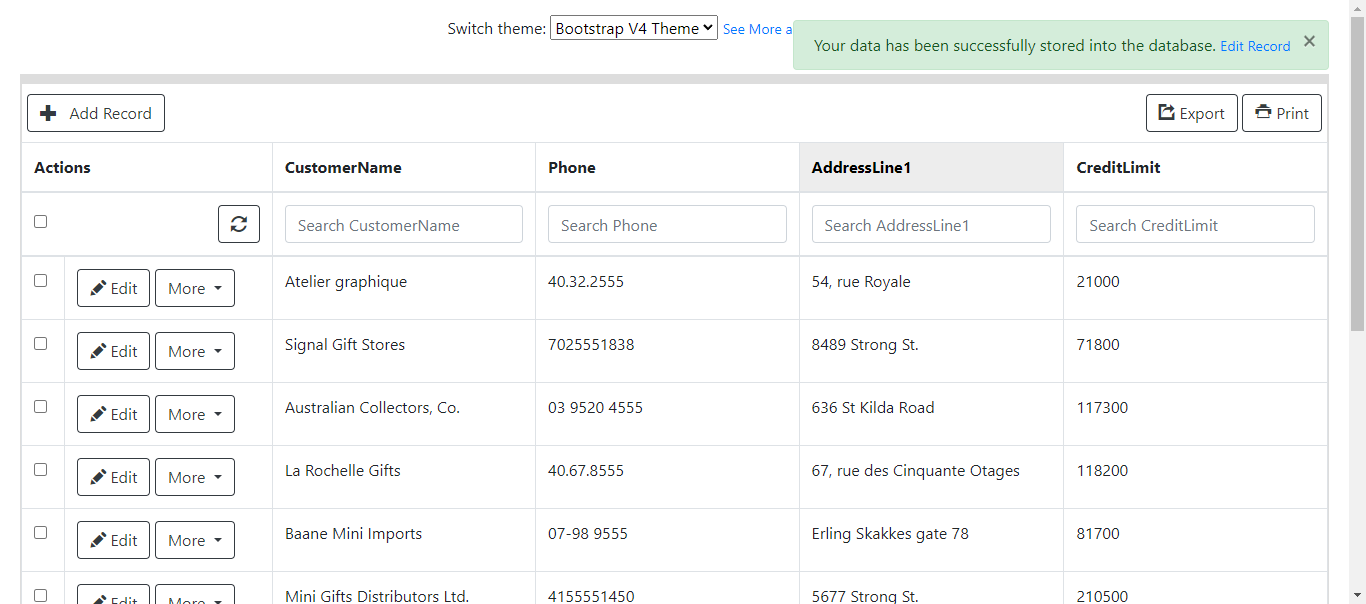 Switch theme: Bootstrap V4 Theme See More a
Your data has been successfully stored into the database. Edit Record ×
Add Record Export Print
Actions CustomerName Phone AddressLine1 CreditLimit
Search CustomerName Search Phone Search AddressLine1 Search CreditLimit
Edit More Atelier graphique 40.32.2555 54, rue Royale 21000
Edit More Signal Gift Stores 7025551838 8489 Strong St. 71800
Edit More Australian Collectors, Co. 03 9520 4555 636 St Kilda Road 117300
Edit More La Rochelle Gifts 40.67.8555 67, rue des Cinquante Otages 118200
Edit More Baane Mini Imports 07-98 9555 Erling Skakkes gate 78 81700
Edit More Mini Gifts Distributors Ltd. 4155551450 5677 Strong St. 210500